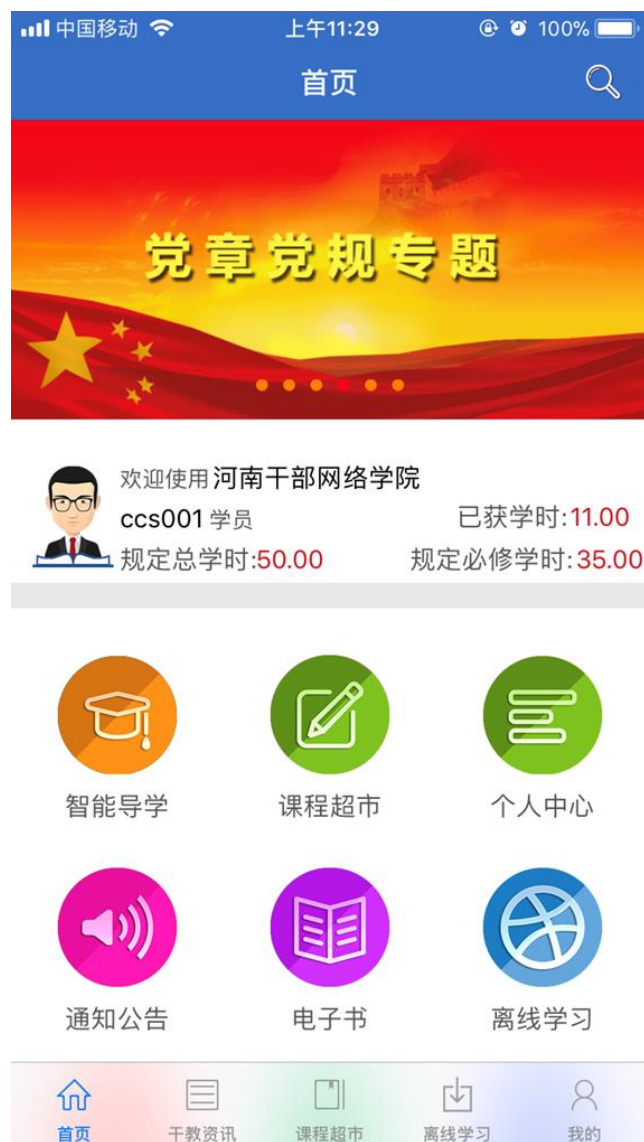 中国移动 上午11:29 100%
首页
党章党规专题
欢迎使用 河南干部网络学院
ccs001 学员 已获学时:11.00
规定总学时:50.00 规定必修学时:35.00
智能导学 课程超市 个人中心
通知公告 电子书 离线学习
首页 干教资讯 课程超市 离线学习 我的